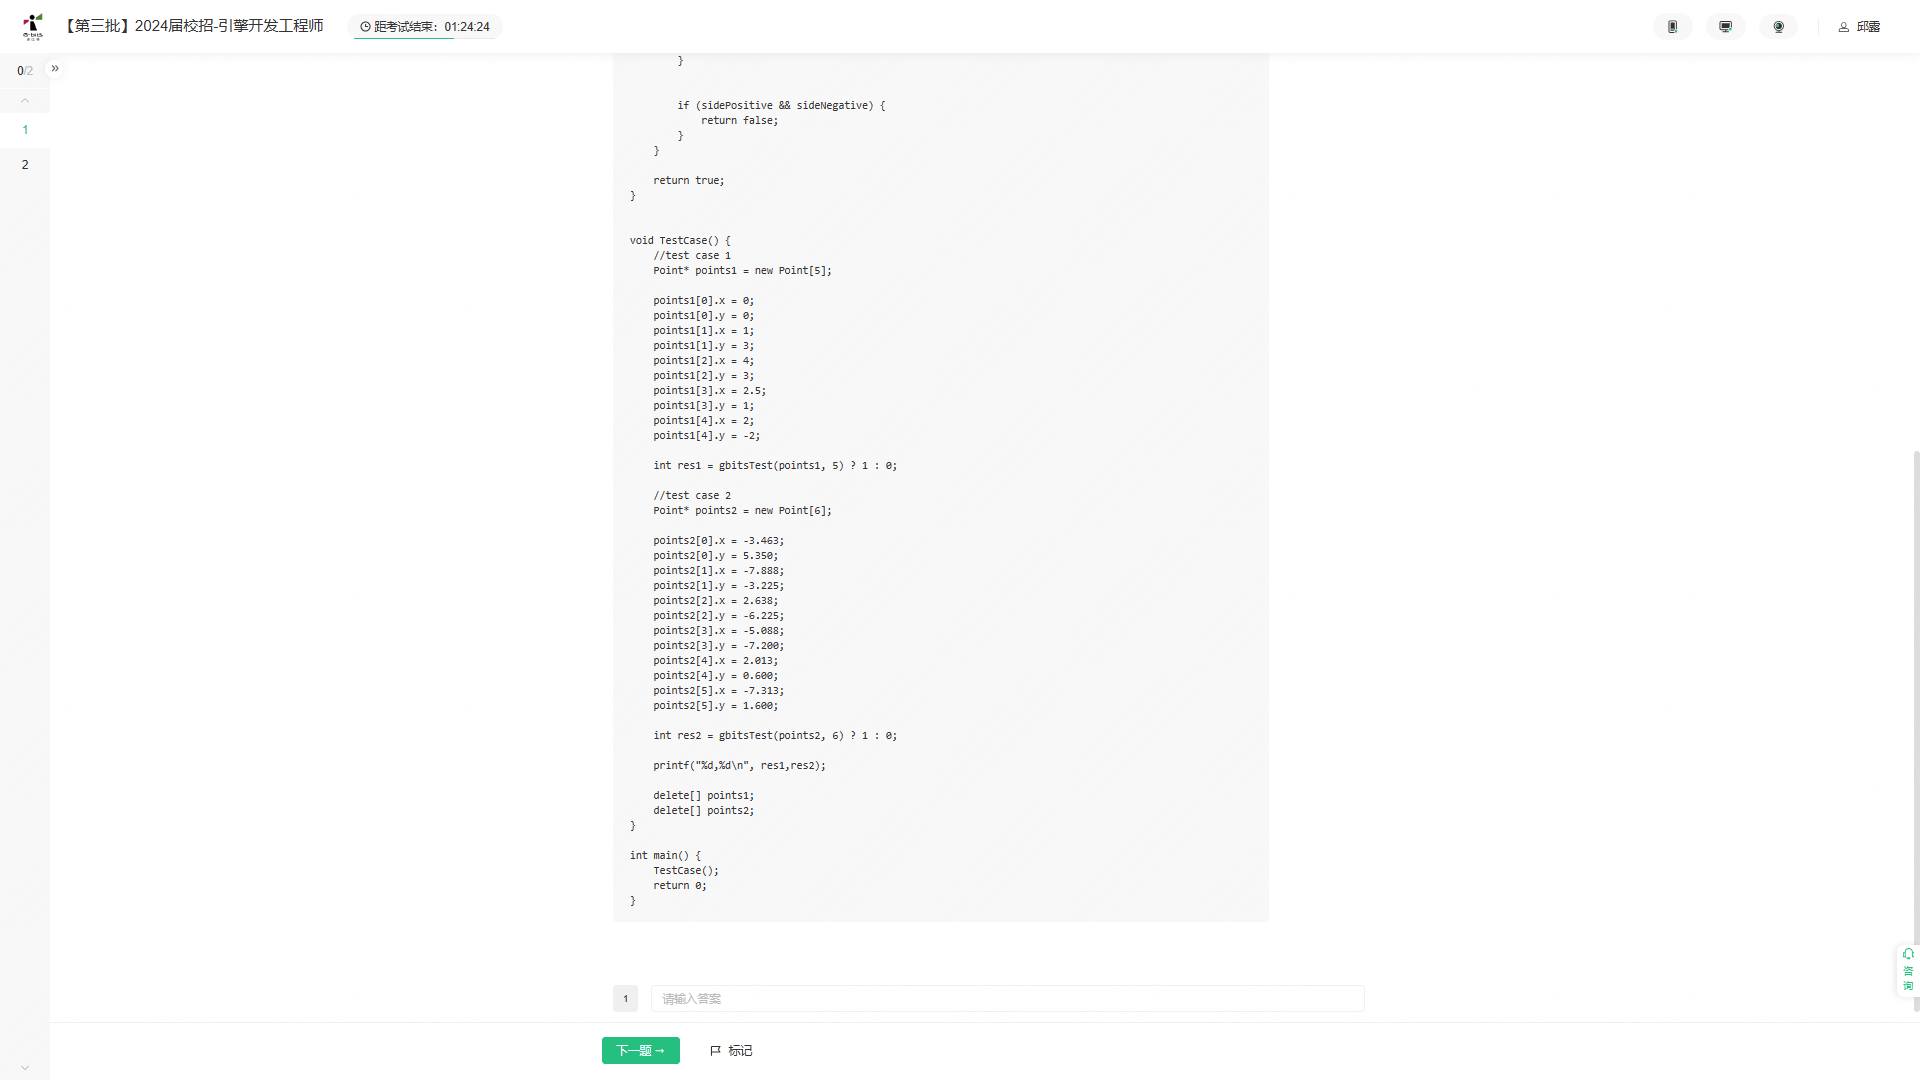 【第三批】2024届校招-引擎开发工程师
距考试结束：01:24:24
邱露
0/2
1
2
}
if (sidePositive && sideNegative) {
return false;
}
}
return true;
}
void TestCase() {
//test case 1
Point* points1 = new Point[5];
points1[0].x = 0;
points1[0].y = 0;
points1[1].x = 1;
points1[1].y = 3;
points1[2].x = 4;
points1[2].y = 3;
points1[3].x = 2.5;
points1[3].y = 1;
points1[4].x = 2;
points1[4].y = -2;
int res1 = gbitsTest(points1, 5) ? 1 : 0;
//test case 2
Point* points2 = new Point[6];
points2[0].x = -3.463;
points2[0].y = 5.350;
points2[1].x = -7.888;
points2[1].y = -3.225;
points2[2].x = 2.638;
points2[2].y = -6.225;
points2[3].x = -5.088;
points2[3].y = -7.200;
points2[4].x = 2.013;
points2[4].y = 0.600;
points2[5].x = -7.313;
points2[5].y = 1.600;
int res2 = gbitsTest(points2, 6) ? 1 : 0;
printf("%d,%d\n", res1,res2);
delete[] points1;
delete[] points2;
}
int main() {
TestCase();
return 0;
}
咨
询
1
请输入答案
下一题→
标记